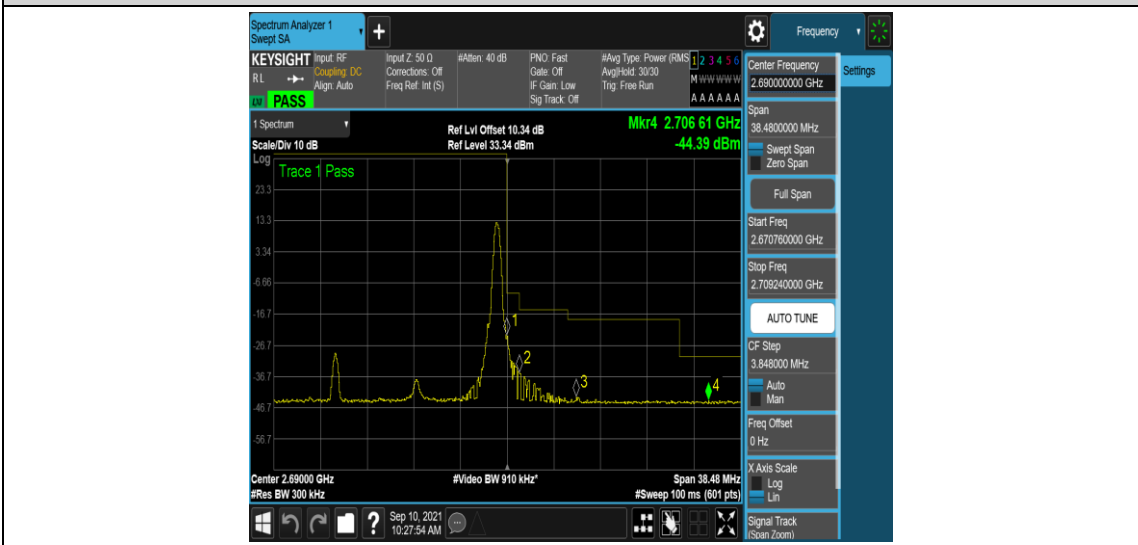 Spectrum Analyzer 1
Swept SA
+
Frequency
KEYSIGHT
RL
PASS
Input: RF
Coupling: DC
Align: Auto
Input Z: 50 Ω
Corrections: Off
Freq Ref: Int (S)
#Atten: 40 dB
PNO: Fast
Gate: Off
IF Gain: Low
Sig Track: Off
#Avg Type: Power (RMS
Avg|Hold: 30/30
Trig: Free Run
1 2 3 4 5 6
M W W W W W
A A A A A A
1 Spectrum
Scale/Div 10 dB
Ref Lvl Offset 10.34 dB
Ref Level 33.34 dBm
Mkr4 2.706 61 GHz
-44.39 dBm
Log
Trace 1 Pass
23.3
13.3
3.34
-6.66
-16.7
-26.7
-36.7
-46.7
-56.7
1
2
3
4
Center 2.69000 GHz
#Res BW 300 kHz
#Video BW 910 kHz*
Span 38.48 MHz
#Sweep 100 ms (601 pts)
Center Frequency
2.690000000 GHz
Settings
Span
38.4800000 MHz
Swept Span
Zero Span
Full Span
Start Freq
2.670760000 GHz
Stop Freq
2.709240000 GHz
AUTO TUNE
CF Step
3.848000 MHz
Auto
Man
Freq Offset
0 Hz
X Axis Scale
Log
Lin
Signal Track
(Span Zoom)
?
Sep 10, 2021
10:27:54 AM